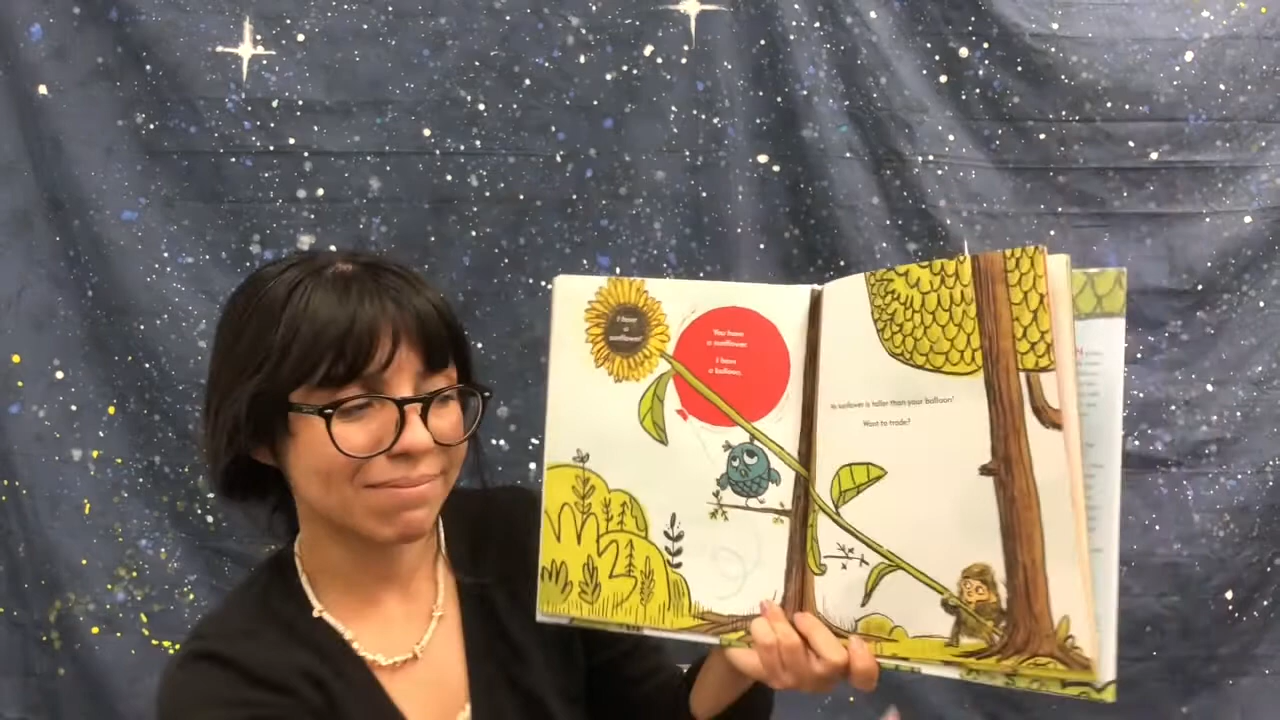 I have
a
sunflower!
You have
a sunflower.
I have
a balloon.
My sunflower is taller than your balloon!
Want to trade?